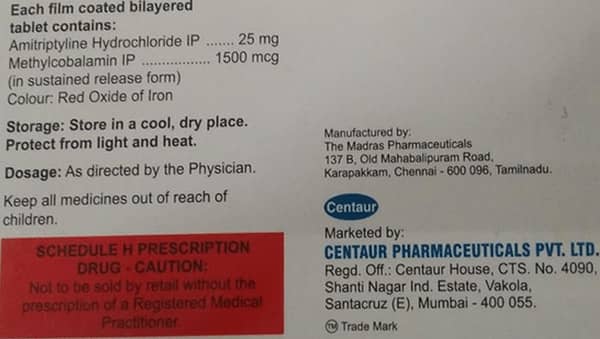 Each film coated bilayered
tablet contains:
Amitriptyline Hydrochloride IP ....... 25 mg
Methylcobalamin IP ................. 1500 mcg
(in sustained release form)
Colour: Red Oxide of Iron
Storage: Store in a cool, dry place.
Protect from light and heat.
Dosage: As directed by the Physician.
Keep all medicines out of reach of
children.
SCHEDULE H PRESCRIPTION
DRUG - CAUTION:
Not to be sold by retail without the
prescription of a Registered Medical
Practitioner.
Manufactured by:
The Madras Pharmaceuticals
137 B, Old Mahabalipuram Road,
Karapakkam, Chennai - 600 096, Tamilnadu.
Centaur
Marketed by:
CENTAUR PHARMACEUTICALS PVT. LTD.
Regd. Off.: Centaur House, CTS. No. 4090,
Shanti Nagar Ind. Estate, Vakola,
Santacruz (E), Mumbai - 400 055.
TM Trade Mark